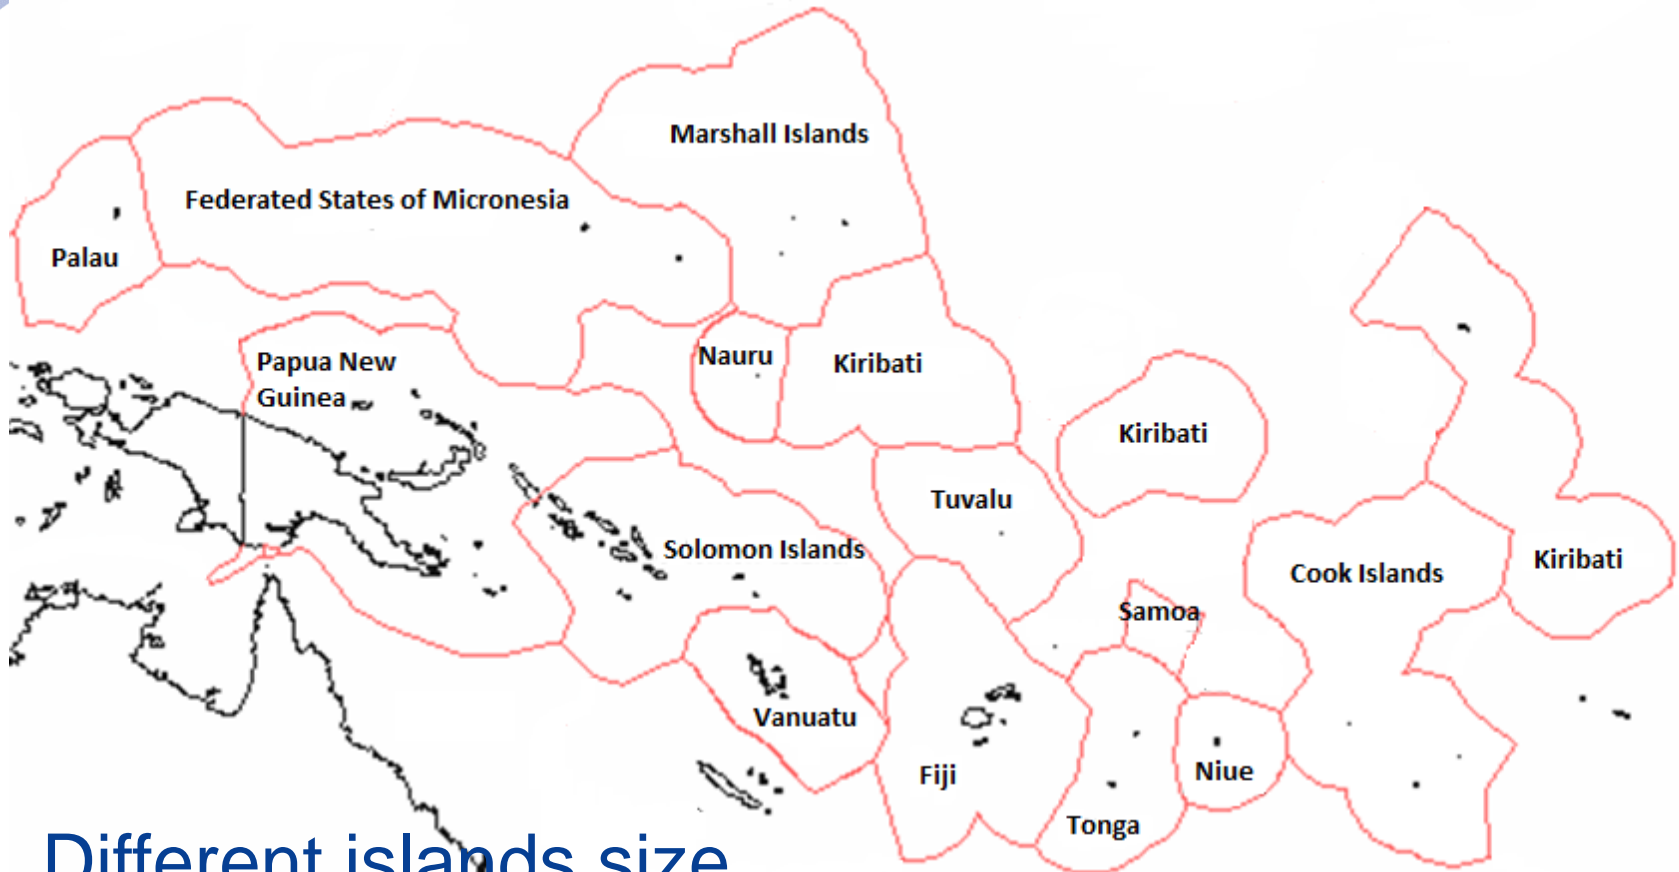 Marshall Islands
Federated States of Micronesia
Palau
Papua New
Guinea
Nauru
Kiribati
Kiribati
Tuvalu
Solomon Islands
Cook Islands
Kiribati
Samoa
Vanuatu
Fiji
Niue
Tonga
Different islands size